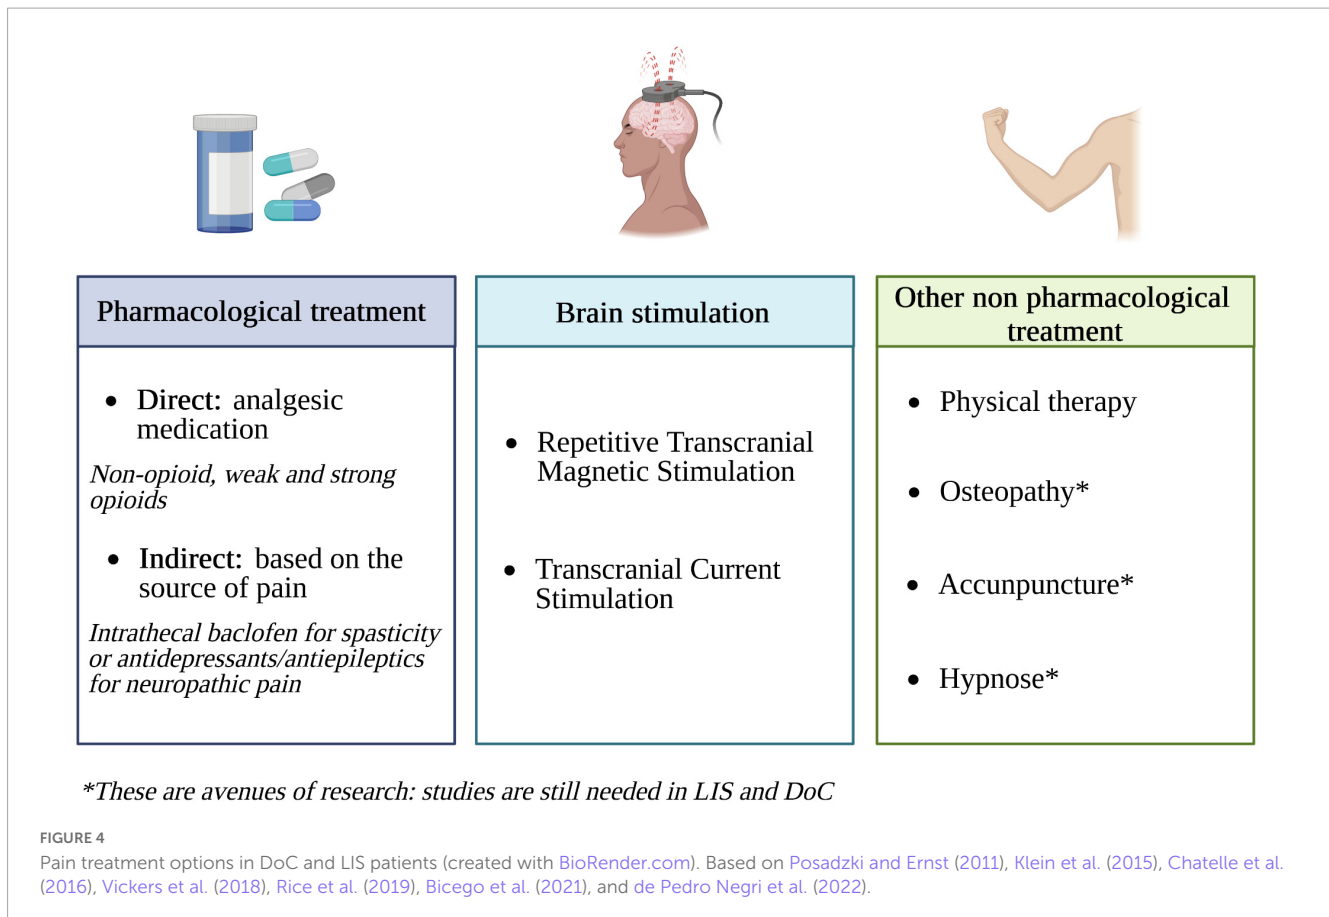 Pharmacological treatment
• Direct: analgesic
medication
Non-opioid, weak and strong
opioids
• Indirect: based on the
source of pain
Intrathecal baclofen for spasticity
or antidepressants/antiepileptics
for neuropathic pain
Brain stimulation
• Repetitive Transcranial
Magnetic Stimulation
• Transcranial Current
Stimulation
Other non pharmacological
treatment
• Physical therapy
• Osteopathy*
• Accunpuncture*
• Hypnose*
*These are avenues of research: studies are still needed in LIS and DoC
FIGURE 4
Pain treatment options in DoC and LIS patients (created with BioRender.com). Based on Posadzki and Ernst (2011), Klein et al. (2015), Chatelle et al.
(2016), Vickers et al. (2018), Rice et al. (2019), Bicego et al. (2021), and de Pedro Negri et al. (2022).